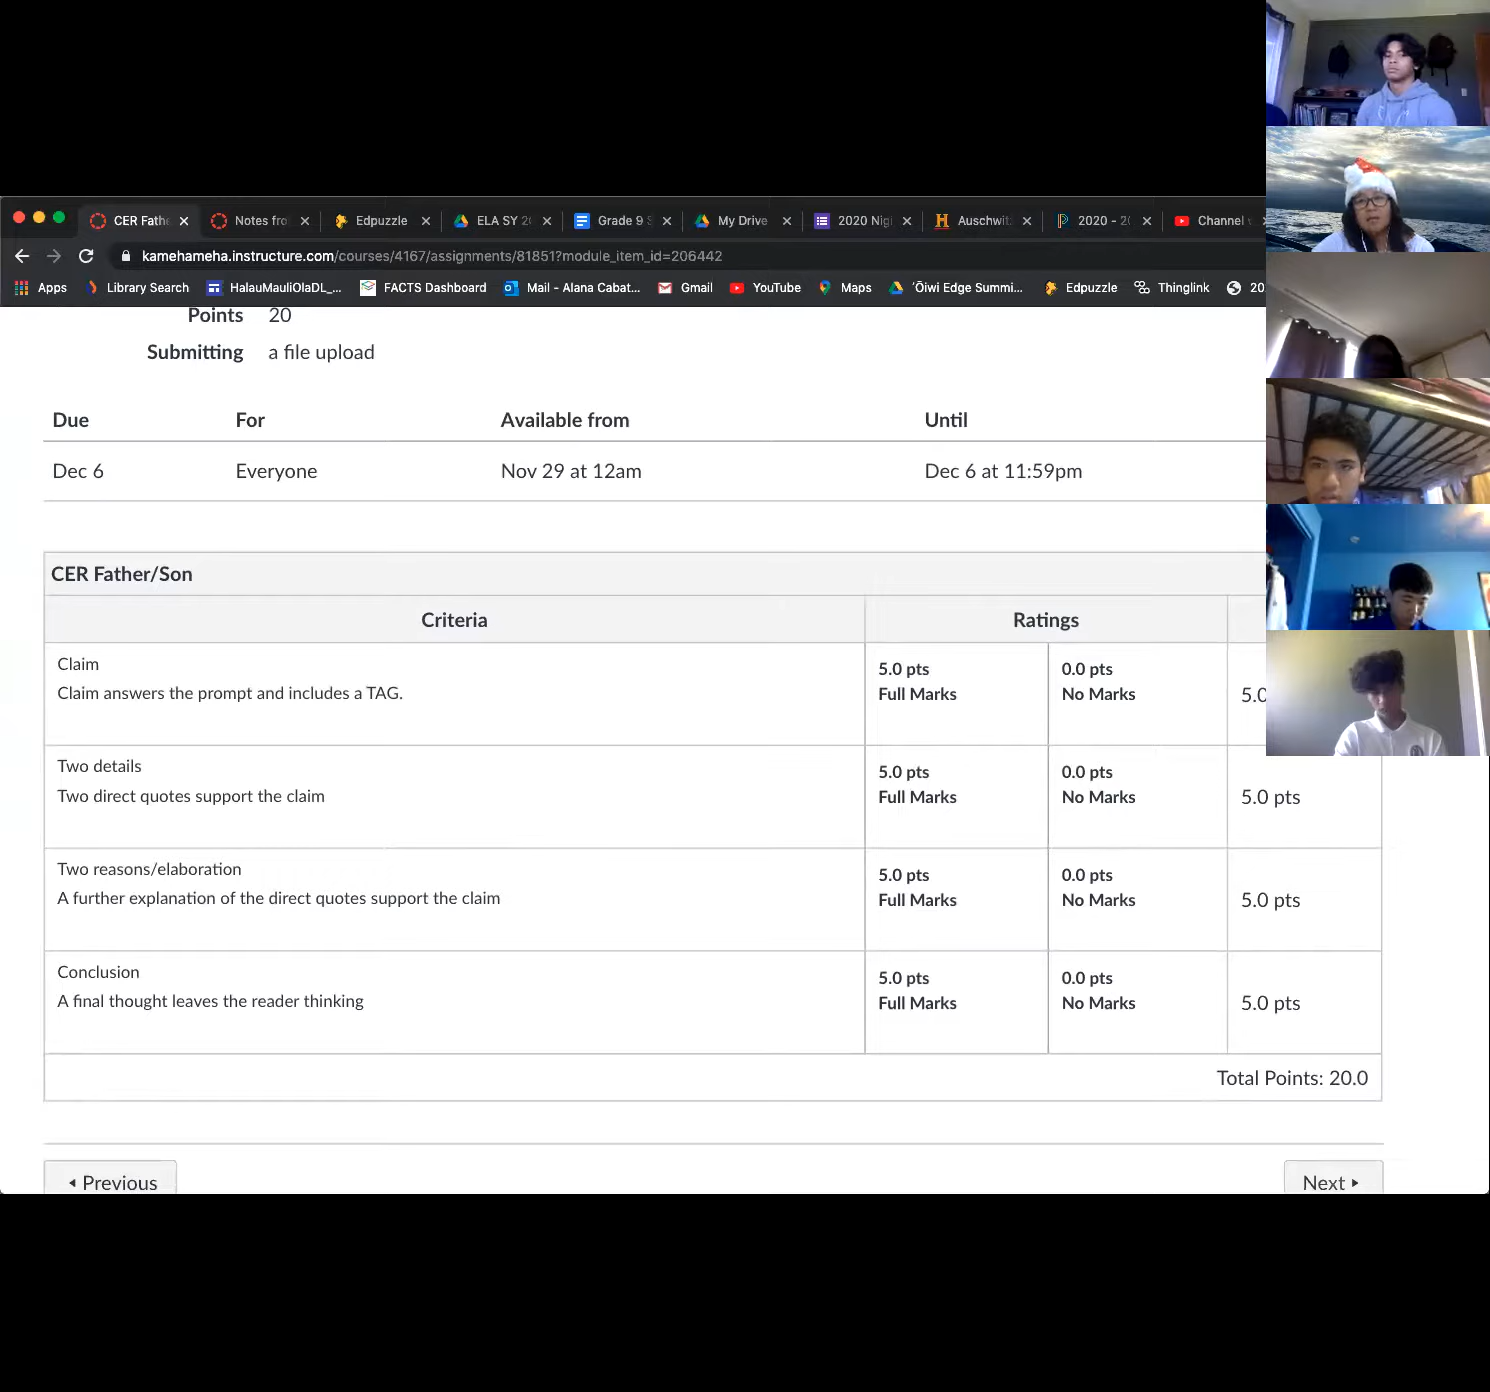 CER Fathe
Notes fro
Edpuzzle
ELA SY 2
Grade 9 S
My Drive
2020 Nig
Auschwit
2020 - 20
Channel
kamehameha.instructure.com/courses/4167/assignments/81851?module_item_id=206442
Apps
Library Search
HalauMauliOlaDL_...
FACTS Dashboard
Mail - Alana Cabat...
Gmail
YouTube
Maps
'Ōiwi Edge Summi...
Edpuzzle
Thinglink
20
Points 20
Submitting a file upload
Due For Available from Until
Dec 6 Everyone Nov 29 at 12am Dec 6 at 11:59pm
CER Father/Son
Criteria Ratings
Claim
Claim answers the prompt and includes a TAG.
5.0 pts
Full Marks
0.0 pts
No Marks
5.0
Two details
Two direct quotes support the claim
5.0 pts
Full Marks
0.0 pts
No Marks
5.0 pts
Two reasons/elaboration
A further explanation of the direct quotes support the claim
5.0 pts
Full Marks
0.0 pts
No Marks
5.0 pts
Conclusion
A final thought leaves the reader thinking
5.0 pts
Full Marks
0.0 pts
No Marks
5.0 pts
Total Points: 20.0
Previous
Next